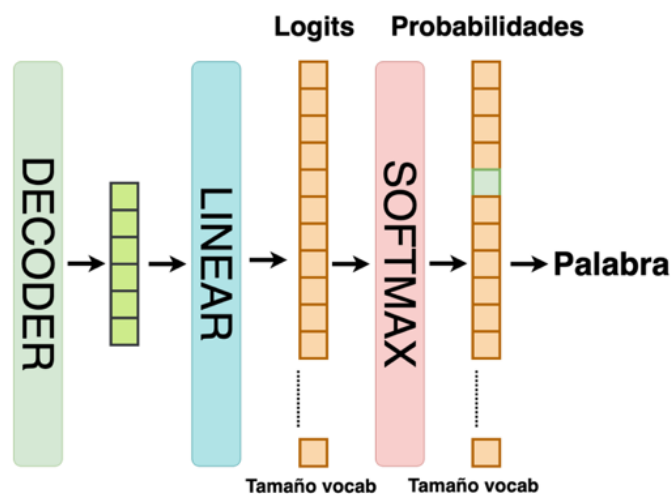 Logits
Probabilidades
DECODER
LINEAR
SOFTMAX
Palabra
Tamaño vocab
Tamaño vocab